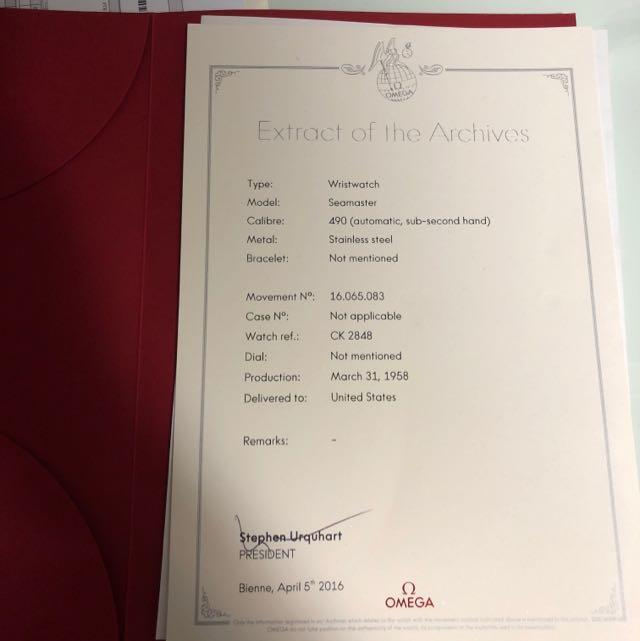 Ω
OMEGA
Extract of the Archives
Type: Wristwatch
Model: Seamaster
Calibre: 490 (automatic, sub-second hand)
Metal: Stainless steel
Bracelet: Not mentioned
Movement Nº: 16.065.083
Case Nº: Not applicable
Watch ref.: CK 2848
Dial: Not mentioned
Production: March 31, 1958
Delivered to: United States
Remarks: -
Stephen Urquhart
PRESIDENT
Bienne, April 5th 2016
Ω
OMEGA